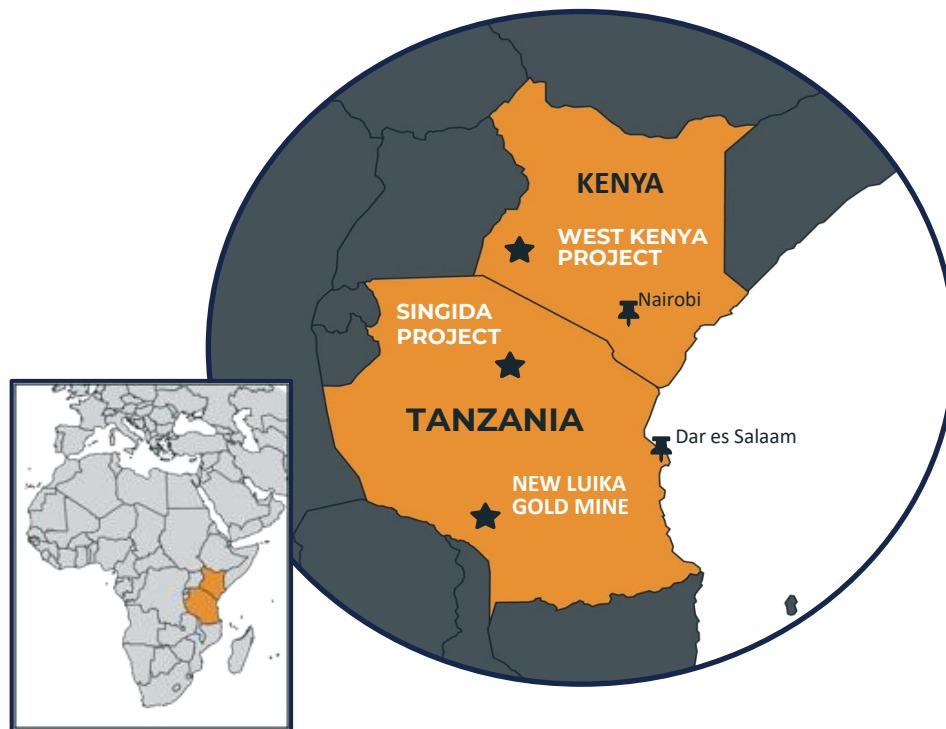 KENYA
WEST KENYA
PROJECT
Nairobi
SINGIDA
PROJECT
TANZANIA
Dar es Salaam
NEW LUIKA
GOLD MINE